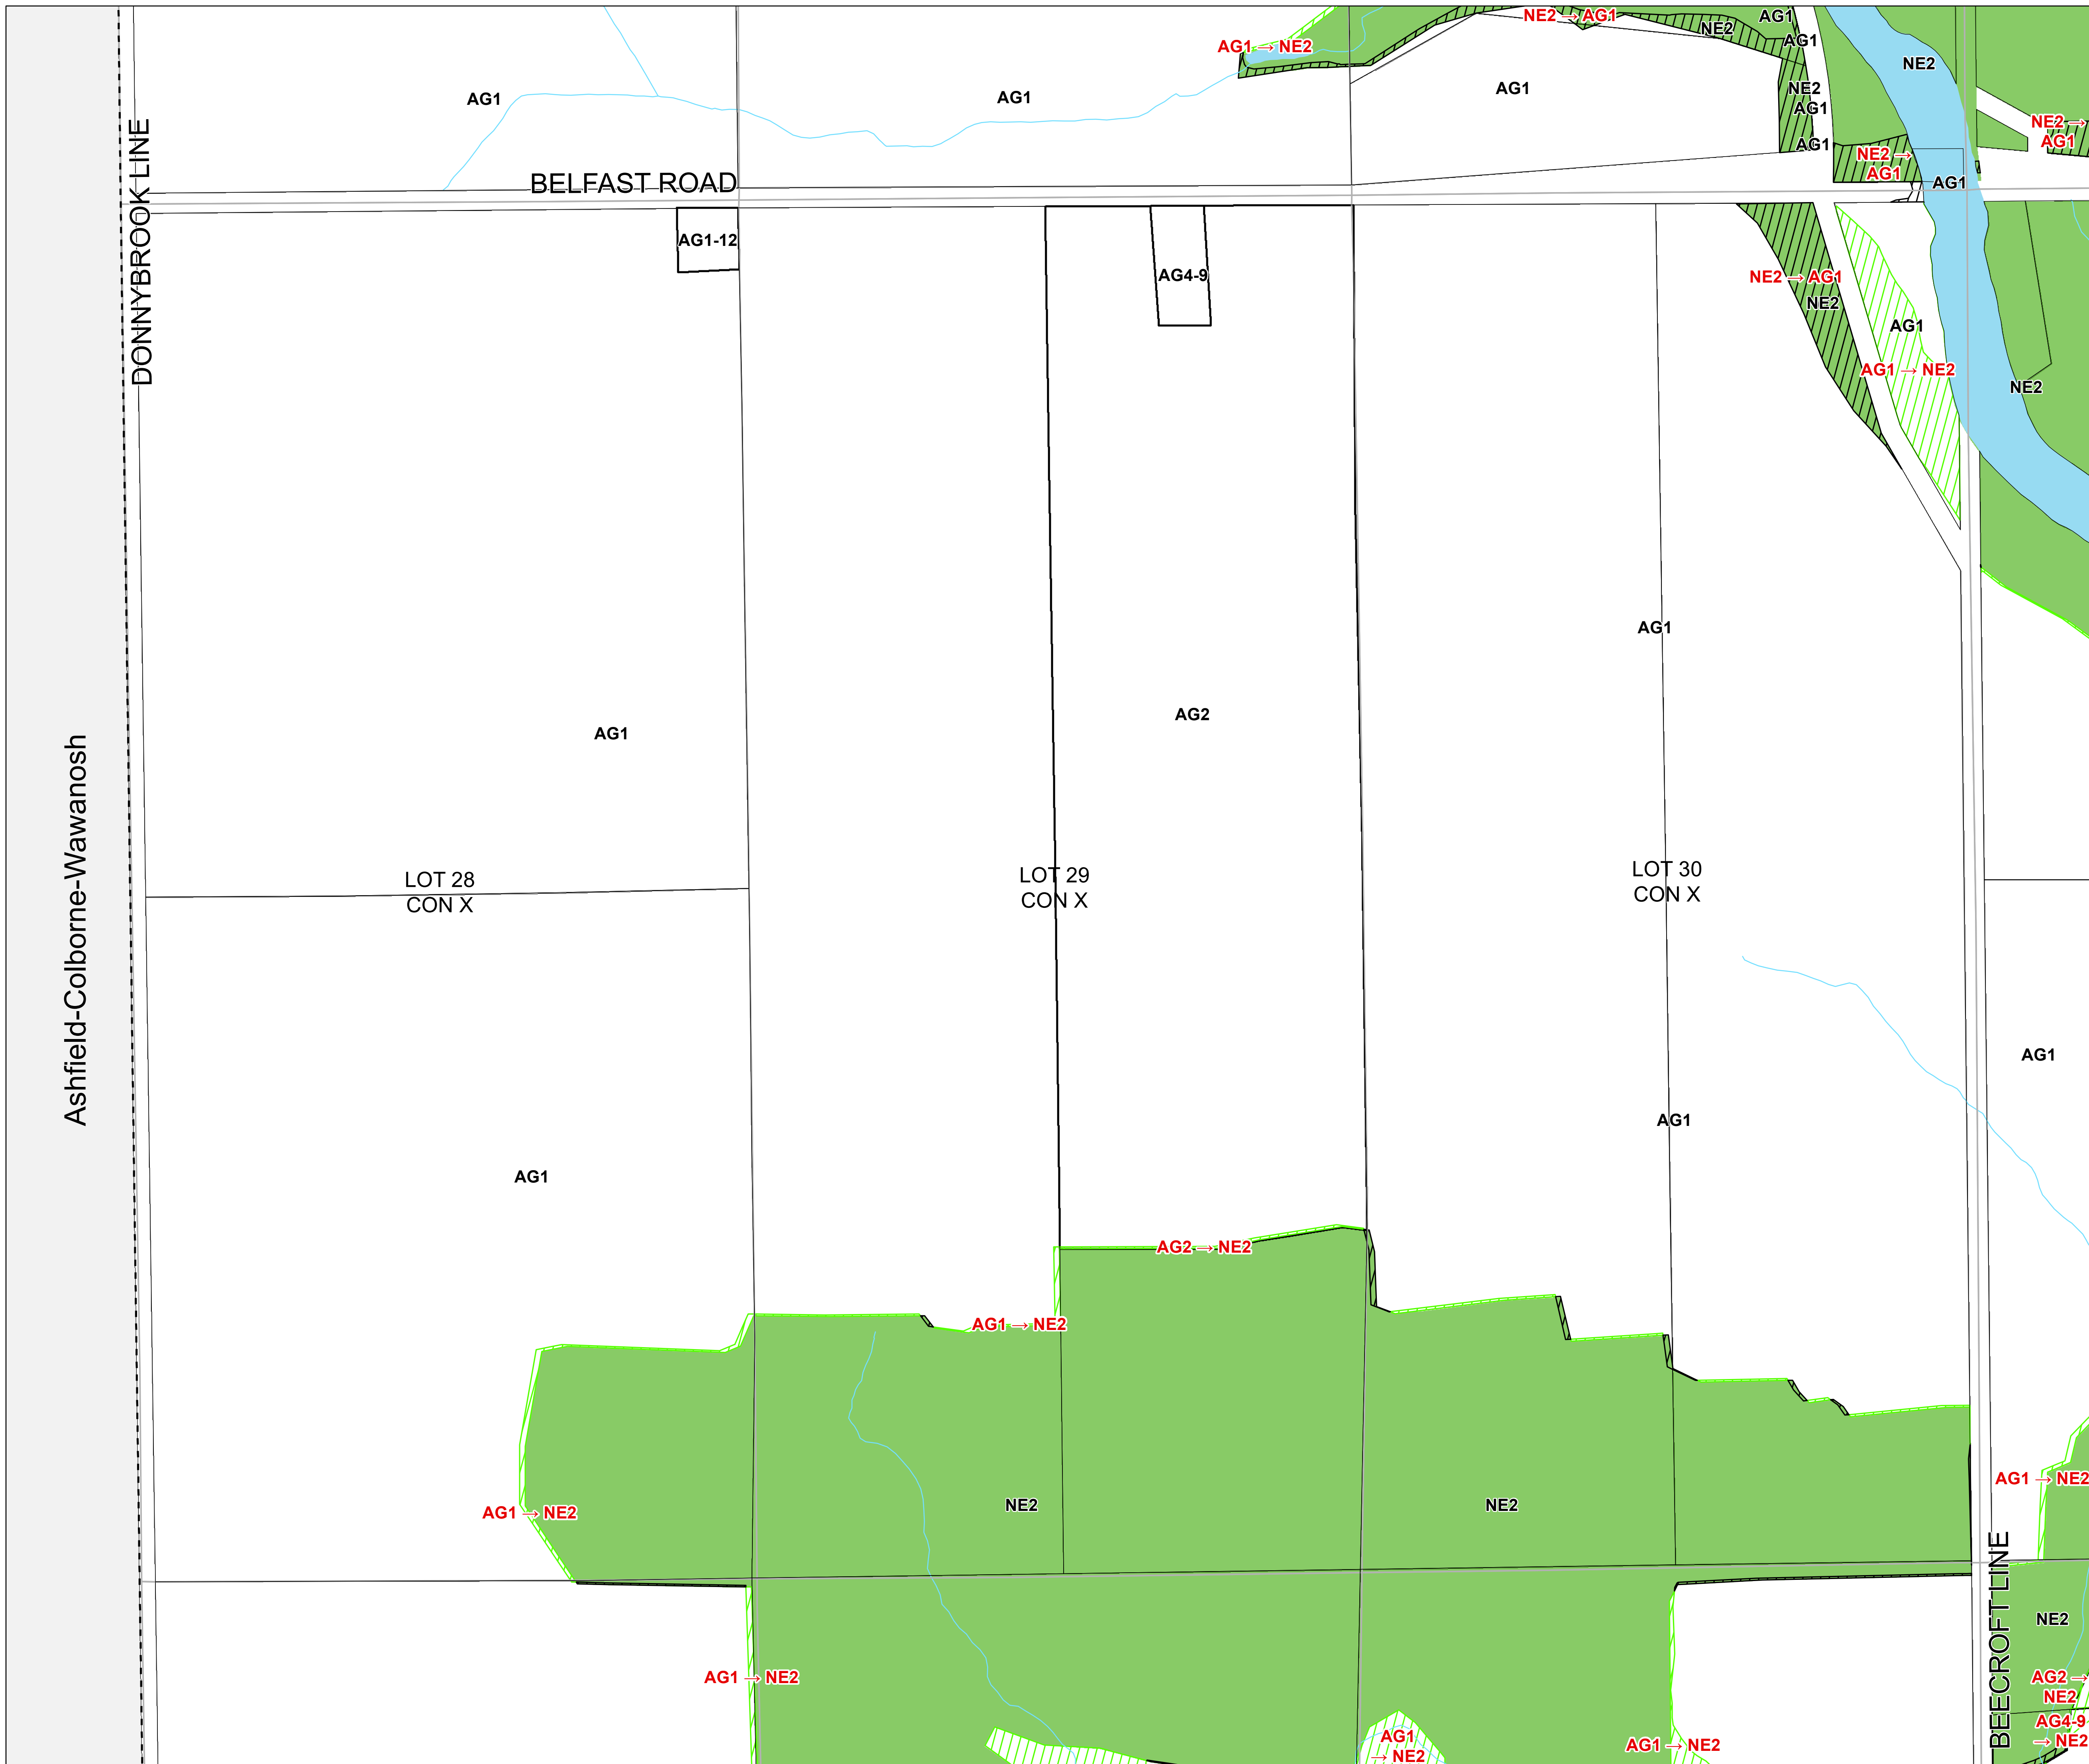 NE2 → AG1
AG1
NE2
AG1
AG1 → NE2
NE2
AG1
AG1
AG1
NE2
AG1
NE2 →
AG1
AG1
NE2 →
AG1
AG1
BELFAST ROAD
DONNYBROOK LINE
AG1-12
AG4-9
NE2 → AG1
NE2
AG1
AG1 → NE2
NE2
AG1
AG2
AG1
Ashfield-Colborne-Wawanosh
LOT 28
CON X
LOT 29
CON X
LOT 30
CON X
AG1
AG1
AG1
AG2 → NE2
AG1 → NE2
AG1 → NE2
NE2
NE2
AG1 → NE2
BEECROFT LINE
NE2
AG1 → NE2
AG2 →
NE2
AG4-9
→ NE2
AG1
→ NE2
AG1 → NE2